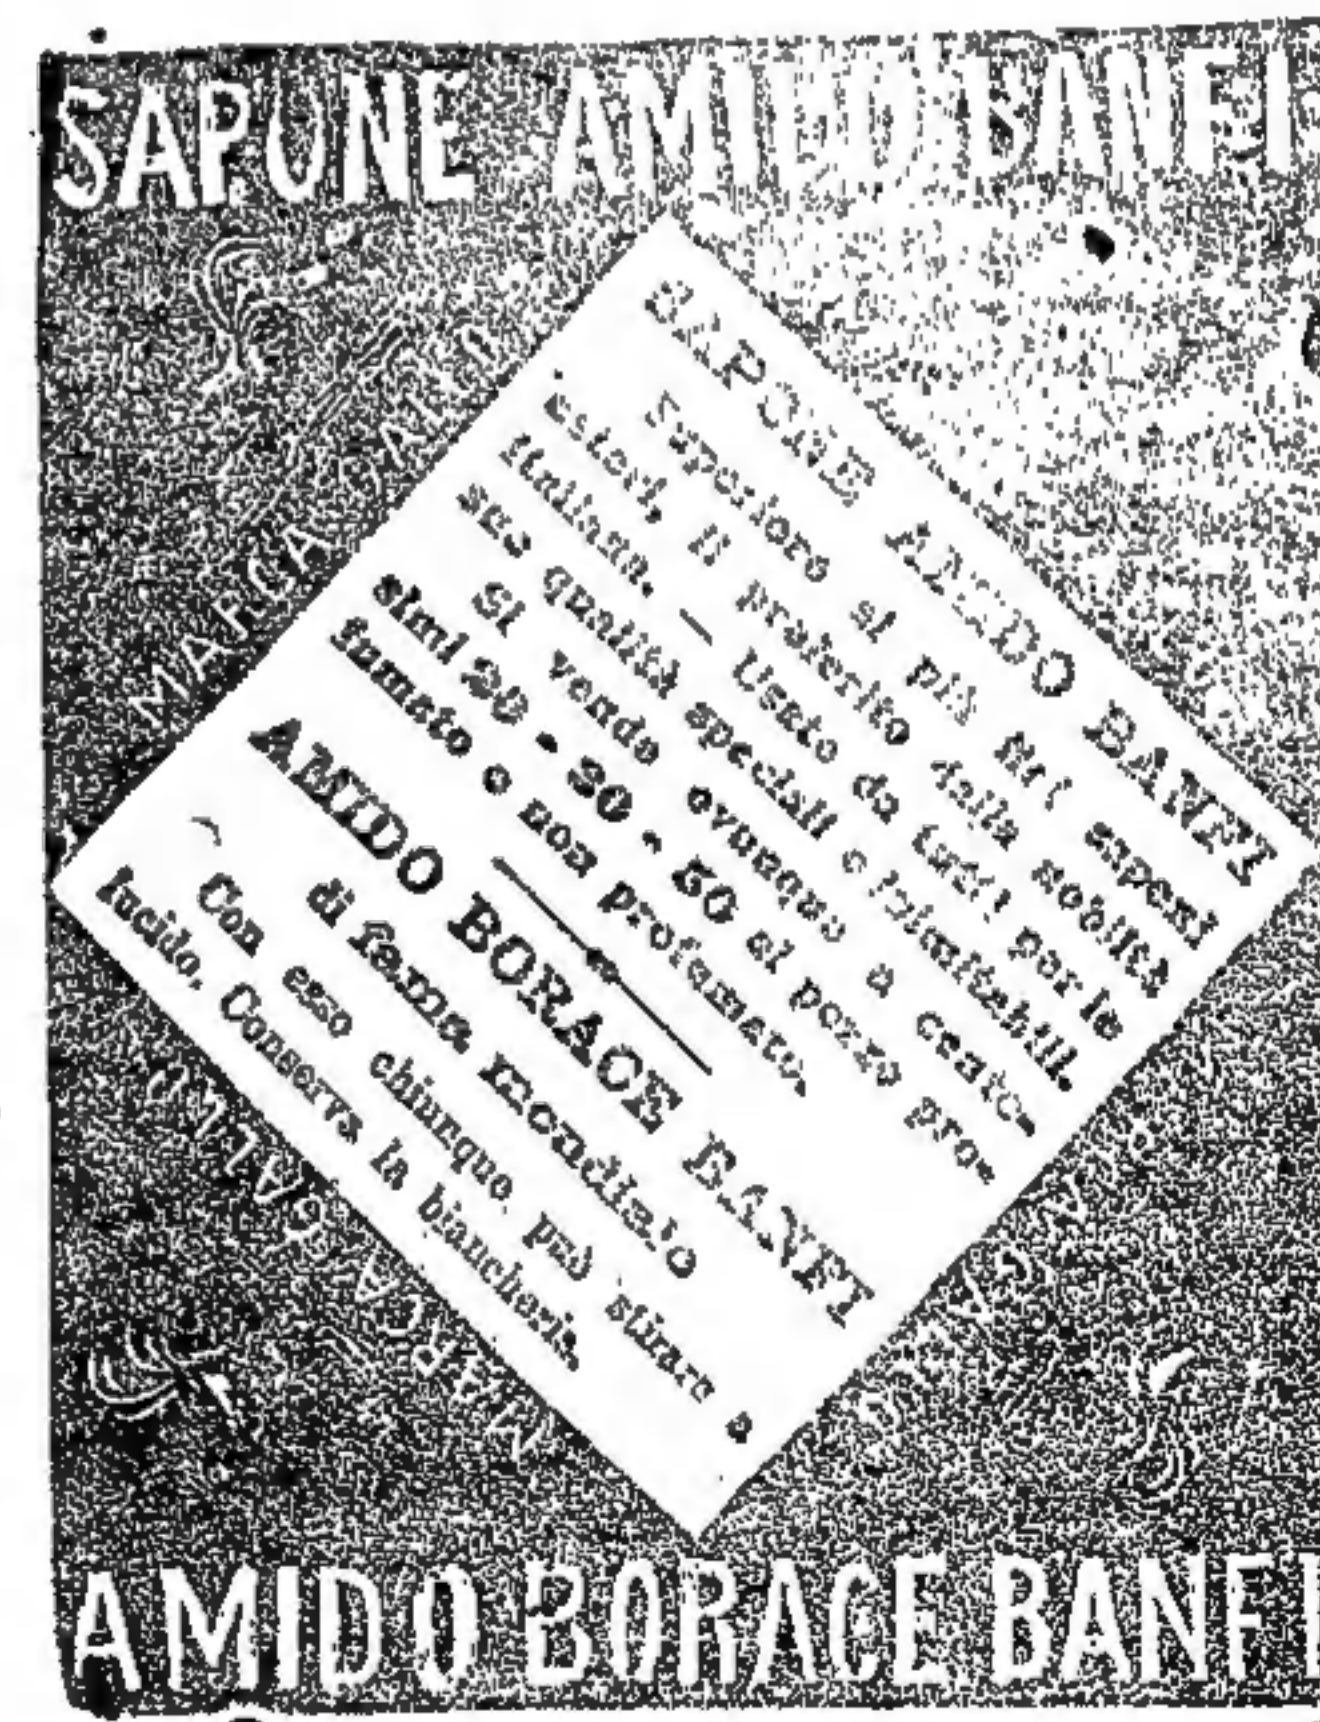 SAPONE AMIDO BANFI
MARCA GALLO
SAPONE AMIDO BANFI
Superiore ai più fini saponi
esteri, il preferito dalla nobiltà
italiana. — Usato da tutti per le
sue qualità speciali e inimitabili.
Si vende ovunque a cente-
simi 20 - 30 - 50 al pezzo pro-
fumato e non profumato.
AMIDO BORACE BANFI
di fama mondiale
Con esso chiunque può stirare a
lucido. Conserva la biancheria.
MARCA GALLO
AMIDO BORACE BANFI